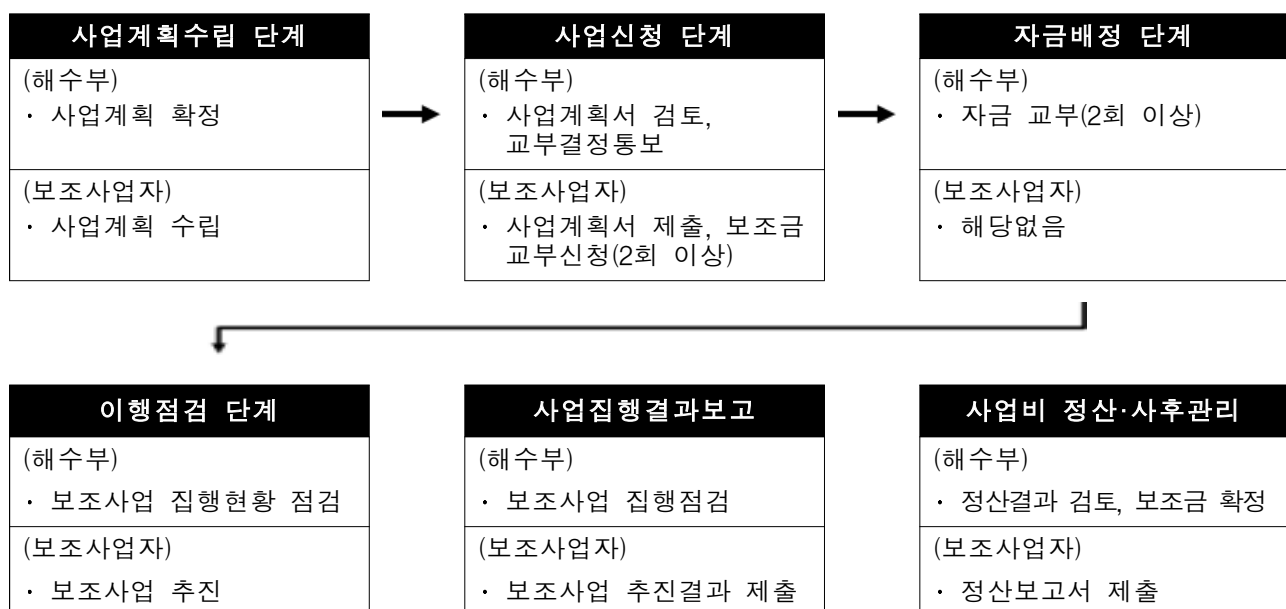 사업계획수립 단계
(해수부)
· 사업계획 확정
(보조사업자)
· 사업계획 수립
사업신청 단계
(해수부)
· 사업계획서 검토,
교부결정통보
(보조사업자)
· 사업계획서 제출, 보조금
교부신청(2회 이상)
자금배정 단계
(해수부)
· 자금 교부(2회 이상)
(보조사업자)
· 해당없음
이행점검 단계
(해수부)
· 보조사업 집행현황 점검
(보조사업자)
· 보조사업 추진
사업집행결과보고
(해수부)
· 보조사업 집행점검
(보조사업자)
· 보조사업 추진결과 제출
사업비 정산·사후관리
(해수부)
· 정산결과 검토, 보조금 확정
(보조사업자)
· 정산보고서 제출